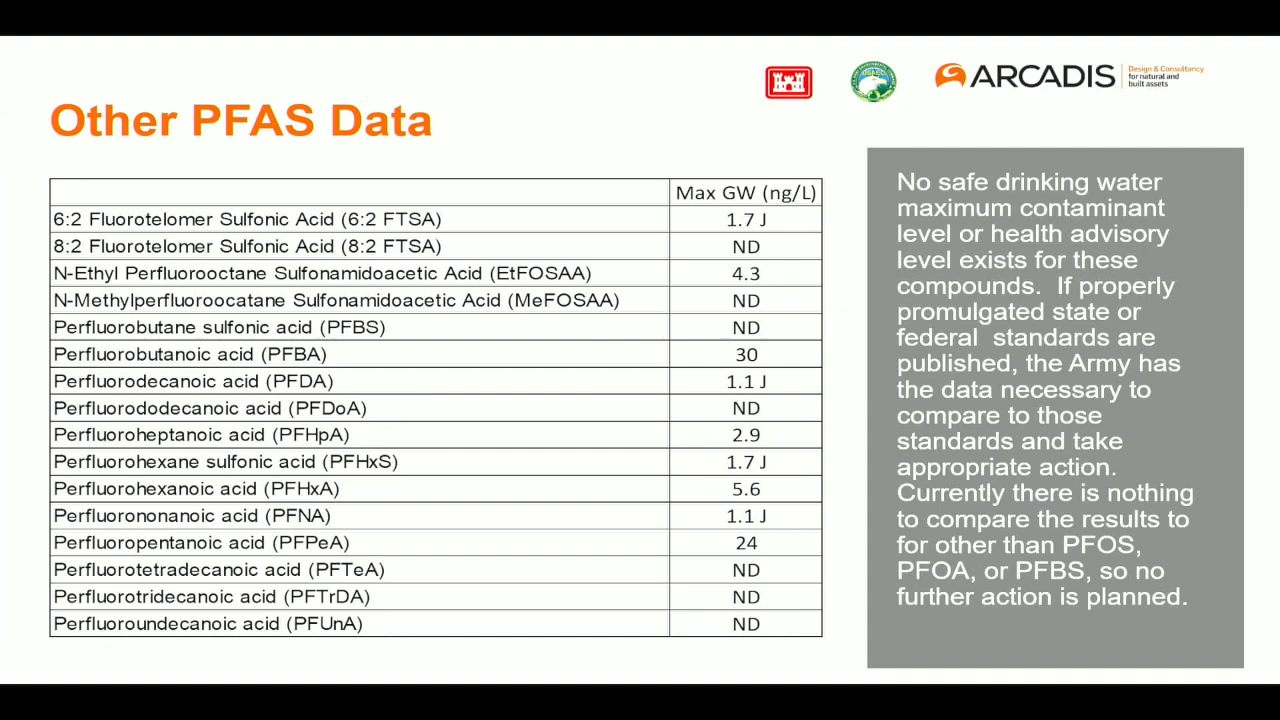 ARCADIS
Design & Consultancy
for natural and
built assets
Other PFAS Data
Max GW (ng/L)
6:2 Fluorotelomer Sulfonic Acid (6:2 FTSA) 1.7 J
8:2 Fluorotelomer Sulfonic Acid (8:2 FTSA) ND
N-Ethyl Perfluorooctane Sulfonamidoacetic Acid (EtFOSAA) 4.3
N-Methylperfluoroocatane Sulfonamidoacetic Acid (MeFOSAA) ND
Perfluorobutane sulfonic acid (PFBS) ND
Perfluorobutanoic acid (PFBA) 30
Perfluorodecanoic acid (PFDA) 1.1 J
Perfluorododecanoic acid (PFDoA) ND
Perfluoroheptanoic acid (PFHpA) 2.9
Perfluorohexane sulfonic acid (PFHxS) 1.7 J
Perfluorohexanoic acid (PFHxA) 5.6
Perfluorononanoic acid (PFNA) 1.1 J
Perfluoropentanoic acid (PFPeA) 24
Perfluorotetradecanoic acid (PFTeA) ND
Perfluorotridecanoic acid (PFTrDA) ND
Perfluoroundecanoic acid (PFUnA) ND
No safe drinking water
maximum contaminant
level or health advisory
level exists for these
compounds. If properly
promulgated state or
federal standards are
published, the Army has
the data necessary to
compare to those
standards and take
appropriate action.
Currently there is nothing
to compare the results to
for other than PFOS,
PFOA, or PFBS, so no
further action is planned.